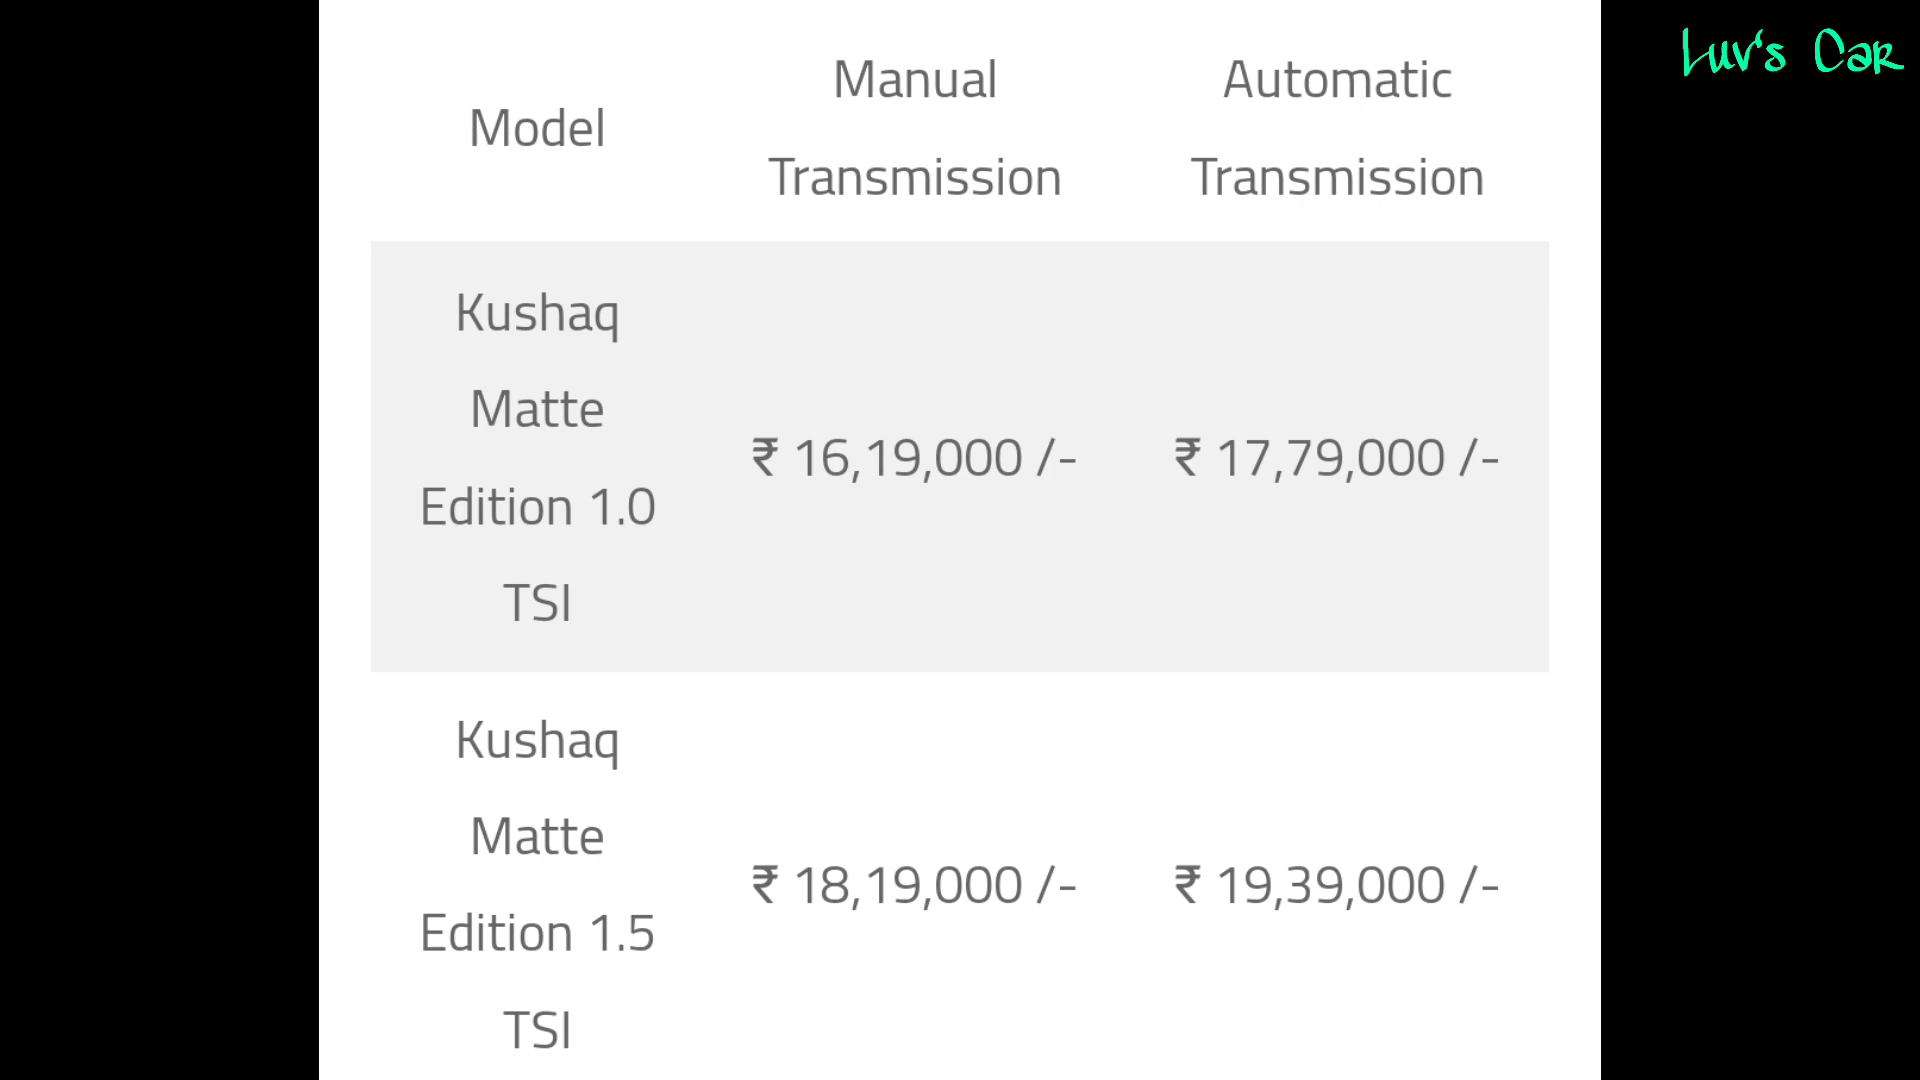 Luv's Car
Model
Manual
Transmission
Automatic
Transmission
Kushaq
Matte
Edition 1.0
TSI
₹ 16,19,000 /-
₹ 17,79,000 /-
Kushaq
Matte
Edition 1.5
TSI
₹ 18,19,000 /-
₹ 19,39,000 /-